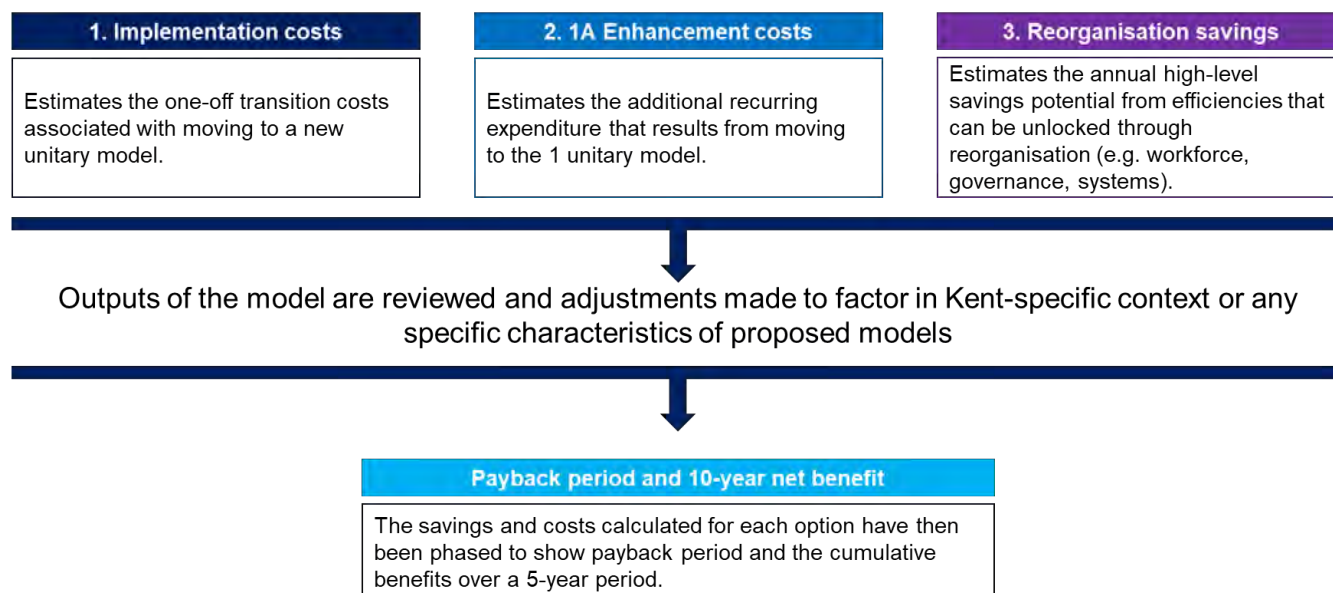 1. Implementation costs
Estimates the one-off transition costs
associated with moving to a new
unitary model.
2. 1A Enhancement costs
Estimates the additional recurring
expenditure that results from moving
to the 1 unitary model.
3. Reorganisation savings
Estimates the annual high-level
savings potential from efficiencies that
can be unlocked through
reorganisation (e.g. workforce,
governance, systems).
Outputs of the model are reviewed and adjustments made to factor in Kent-specific context or any
specific characteristics of proposed models
Payback period and 10-year net benefit
The savings and costs calculated for each option have then
been phased to show payback period and the cumulative
benefits over a 5-year period.